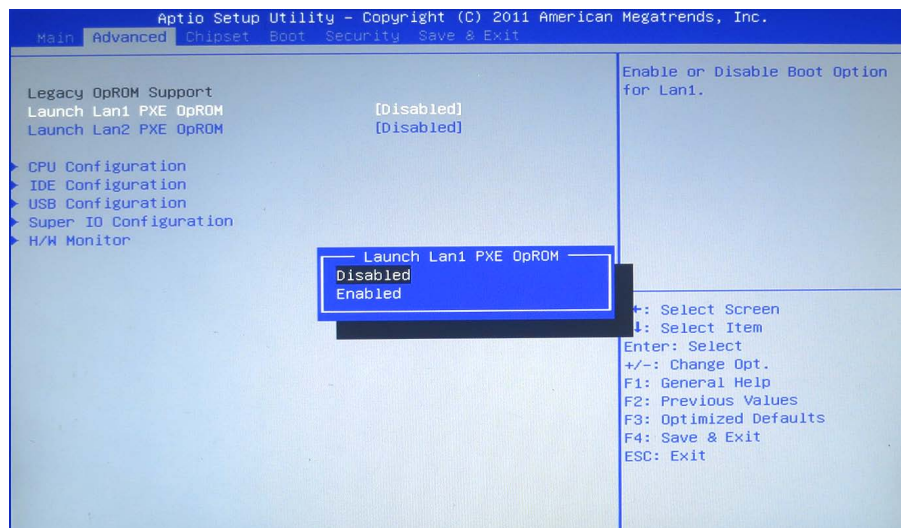 Aptio Setup Utility – Copyright (C) 2011 American Megatrends, Inc.
Main Advanced Chipset Boot Security Save & Exit
Legacy OpROM Support
Launch Lan1 PXE OpROM [Disabled]
Launch Lan2 PXE OpROM [Disabled]
CPU Configuration
IDE Configuration
USB Configuration
Super IO Configuration
H/W Monitor
Launch Lan1 PXE OpROM
Disabled
Enabled
Enable or Disable Boot Option
for Lan1.
←: Select Screen
↓: Select Item
Enter: Select
+/-: Change Opt.
F1: General Help
F2: Previous Values
F3: Optimized Defaults
F4: Save & Exit
ESC: Exit